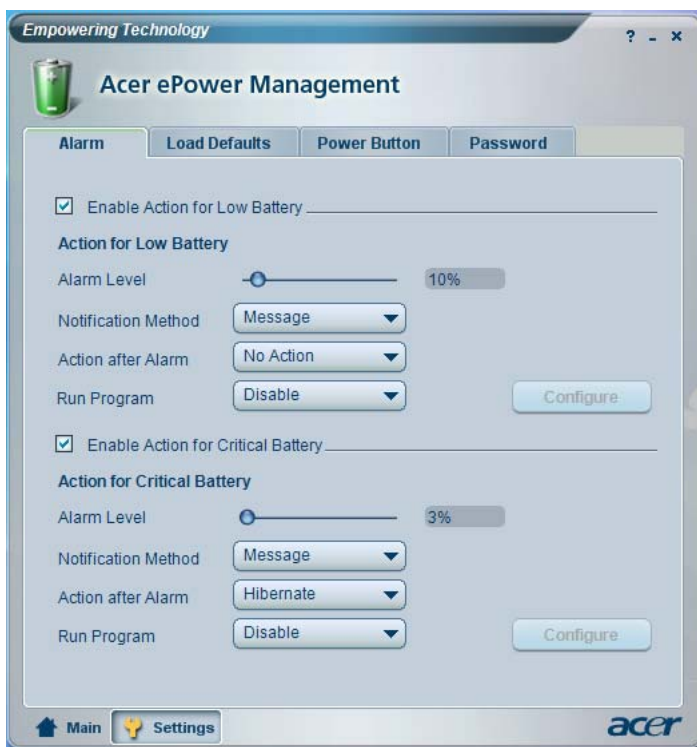 Empowering Technology
? - ×
Acer ePower Management
Alarm Load Defaults Power Button Password
Enable Action for Low Battery
Action for Low Battery
Alarm Level 10%
Notification Method Message
Action after Alarm No Action
Run Program Disable Configure
Enable Action for Critical Battery
Action for Critical Battery
Alarm Level 3%
Notification Method Message
Action after Alarm Hibernate
Run Program Disable Configure
Main Settings acer